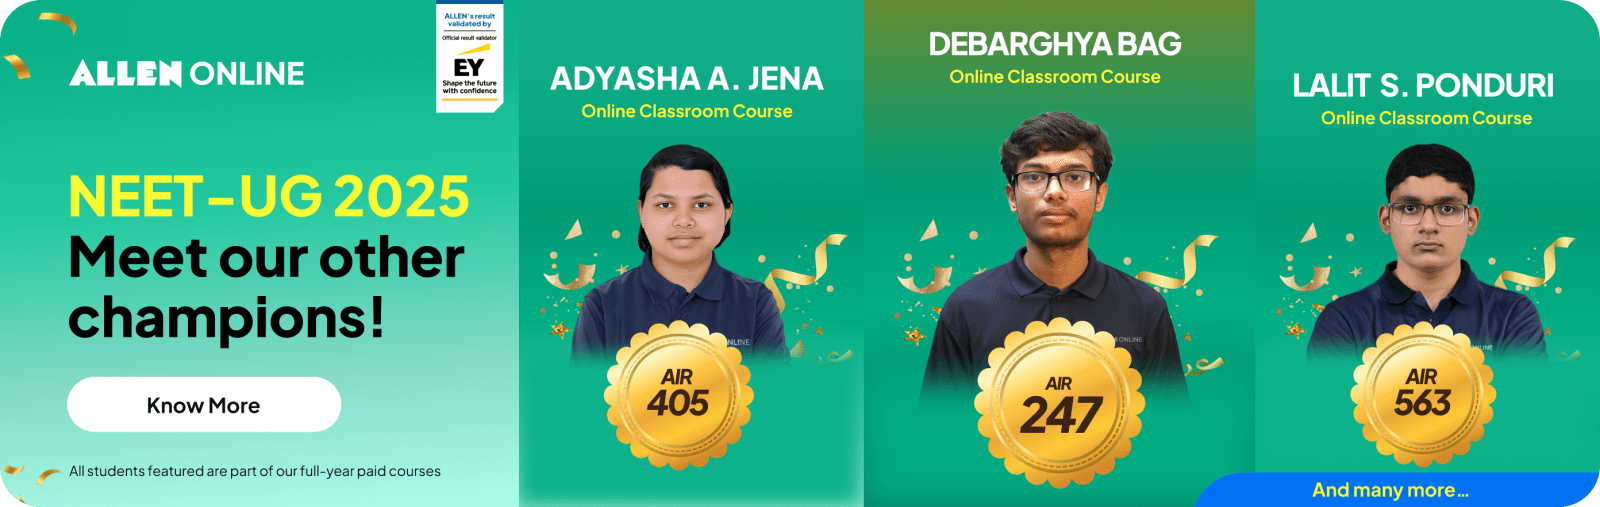 ALLEN ONLINE
ALLEN's result
validated by
Official result validator
EY
Shape the future
with confidence
NEET-UG 2025
Meet our other
champions!
Know More
All students featured are part of our full-year paid courses
ADYASHA A. JENA
Online Classroom Course
NLINE
AIR
405
DEBARGHYA BAG
Online Classroom Course
ONLINE
AIR
247
LALIT S. PONDURI
Online Classroom Course
AIR
563
And many more...